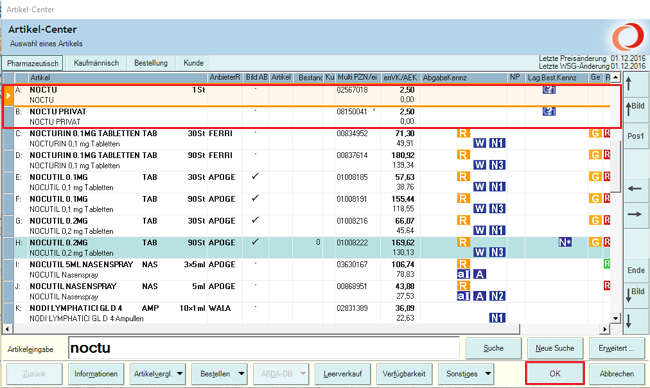 Artikel-Center
Artikel-Center
Auswahl eines Artikels
Letzte Preisänderung 01.12.2016
Letzte WSG-Änderung 01.12.2016
Pharmazeutisch Kaufmännisch Bestellung Kunde
Artikel AnbieterR Bild AB Artikel Bestand Ku Multi PZN/ei enVK/AEK AbgabeKennz NP Lag.Best.Kennz Ge R
A: NOCTU 1St - 02567018 2,50
NOCTU 0,00
B: NOCTU PRIVAT - 08150041 * 2,50
NOCTU PRIVAT 0,00
C: NOCTURIN 0.1MG TABLETTEN TAB 30St FERRI - 00834952 71,30 R G R
NOCTURIN 0,1 mg Tabletten 49,91 W N1
D: NOCTURIN 0.1MG TABLETTEN TAB 90St FERRI - 00837614 180,92 R G R
NOCTURIN 0,1 mg Tabletten 139,34 W N3
E: NOCUTIL 0.1MG TAB 30St APOGE ✓ 01008185 57,63 R G R
NOCUTIL 0,1 mg Tabletten 38,76 W N1
F: NOCUTIL 0.1MG TAB 90St APOGE - 01008191 155,44 R G R
NOCUTIL 0,1 mg Tabletten 118,55 W N3
G: NOCUTIL 0.2MG TAB 30St APOGE ✓ 01008216 66,07 R G R
NOCUTIL 0,2 mg Tabletten 45,64 W N1
H: NOCUTIL 0.2MG TAB 90St APOGE ✓ 0 01008222 169,62 R N+ G R
NOCUTIL 0,2 mg Tabletten 130,13 W N3
I: NOCUTIL 5ML NASENSPRAY NAS 3×5ml APOGE - 03630167 106,74 R R
NOCUTIL Nasenspray 78,83 aI A
J: NOCUTIL NASENSPRAY NAS 5ml APOGE - 00868951 43,88 R R
NOCUTIL Nasenspray 27,53 aI A N2
K: NODI LYMPHATICI GL D 4 AMP 10×1ml WALA - 02831389 36,89
NODI LYMPHATICI GL D 4 Ampullen 22,63 N1
↑
↑ Bild
Pos1
←
→
Ende
↓ Bild
↓
Artikeleingabe noctu Suche Neue Suche Erweitert ...
Zurück Informationen Artikelvergl. Bestellen ABDA-DB Leerverkauf Verfügbarkeit Sonstiges OK Abbrechen